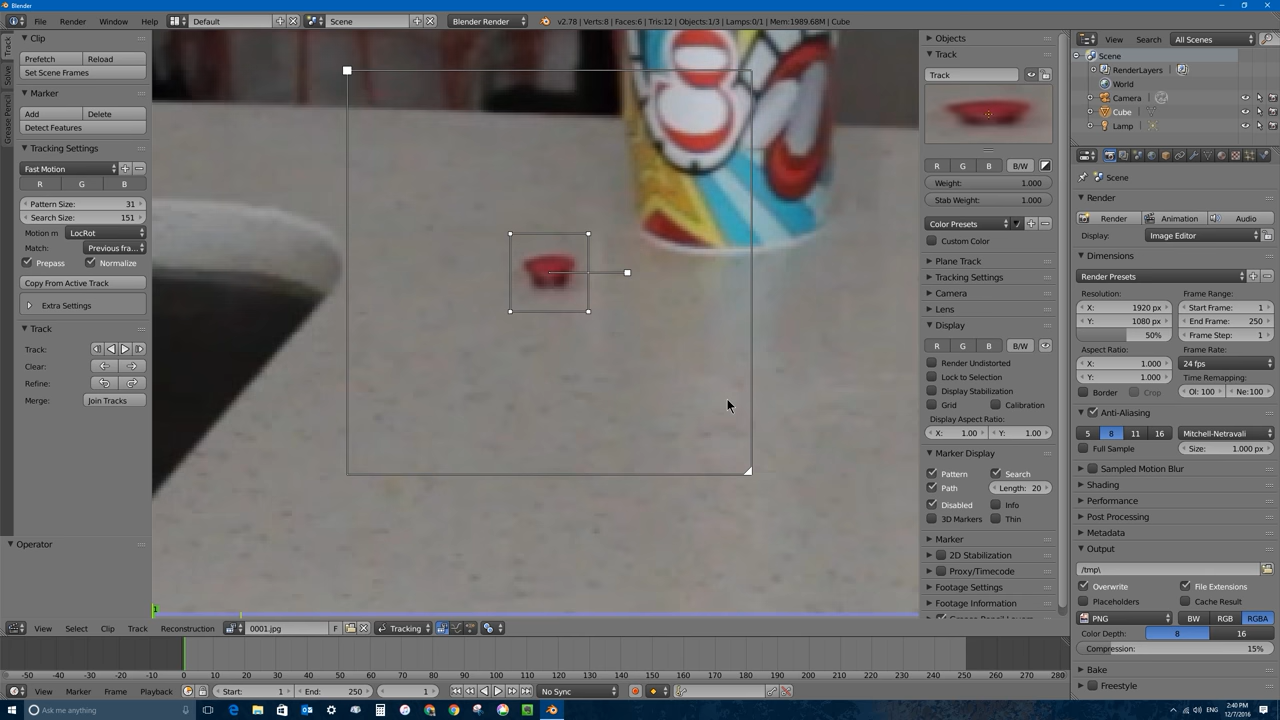 Blender
File Render Window Help Default Scene Blender Render v2.78 | Verts:8 | Faces:6 | Tris:12 | Objects:1/3 | Lamps:0/1 | Mem:1989.68M | Cube
Track
Solve
Grease Pencil
Clip
Prefetch Reload
Set Scene Frames
Marker
Add Delete
Detect Features
Tracking Settings
Fast Motion
R G B
Pattern Size: 31
Search Size: 151
Motion m LocRot
Match: Previous fra...
Prepass Normalize
Copy From Active Track
Extra Settings
Track
Track:
Clear:
Refine:
Merge: Join Tracks
Operator
1
Objects
Track
Track
R G B B/W
Weight: 1.000
Stab Weight: 1.000
Color Presets
Custom Color
Plane Track
Tracking Settings
Camera
Lens
Display
R G B B/W
Render Undistorted
Lock to Selection
Display Stabilization
Grid Calibration
Display Aspect Ratio:
X: 1.00 Y: 1.00
Marker Display
Pattern Search
Path Length: 20
Disabled Info
3D Markers Thin
Marker
2D Stabilization
Proxy/Timecode
Footage Settings
Footage Information
View Search All Scenes
Scene
RenderLayers
World
Camera
Cube
Lamp
Scene
Render
Render Animation Audio
Display: Image Editor
Dimensions
Render Presets
Resolution: Frame Range:
X: 1920 px Start Frame: 1
Y: 1080 px End Frame: 250
50% Frame Step: 1
Aspect Ratio: Frame Rate:
X: 1.000 24 fps
Y: 1.000 Time Remapping:
Border Crop Ol: 100 Ne:100
Anti-Aliasing
5 8 11 16 Mitchell-Netravali
Full Sample Size: 1.000 px
Sampled Motion Blur
Shading
Performance
Post Processing
Metadata
Output
/tmp\
Overwrite File Extensions
Placeholders Cache Result
PNG BW RGB RGBA
Color Depth: 8 16
Compression: 15%
Bake
Freestyle
View Select Clip Track Reconstruction 0001.jpg F Tracking
-50 -40 -30 -20 -10 0 10 20 30 40 50 60 70 80 90 100 110 120 130 140 150 160 170 180 190 200 210 220 230 240 250 260 270 280
View Marker Frame Playback Start: 1 End: 250 1 No Sync
Ask me anything
ENG 2:40 PM
12/7/2016